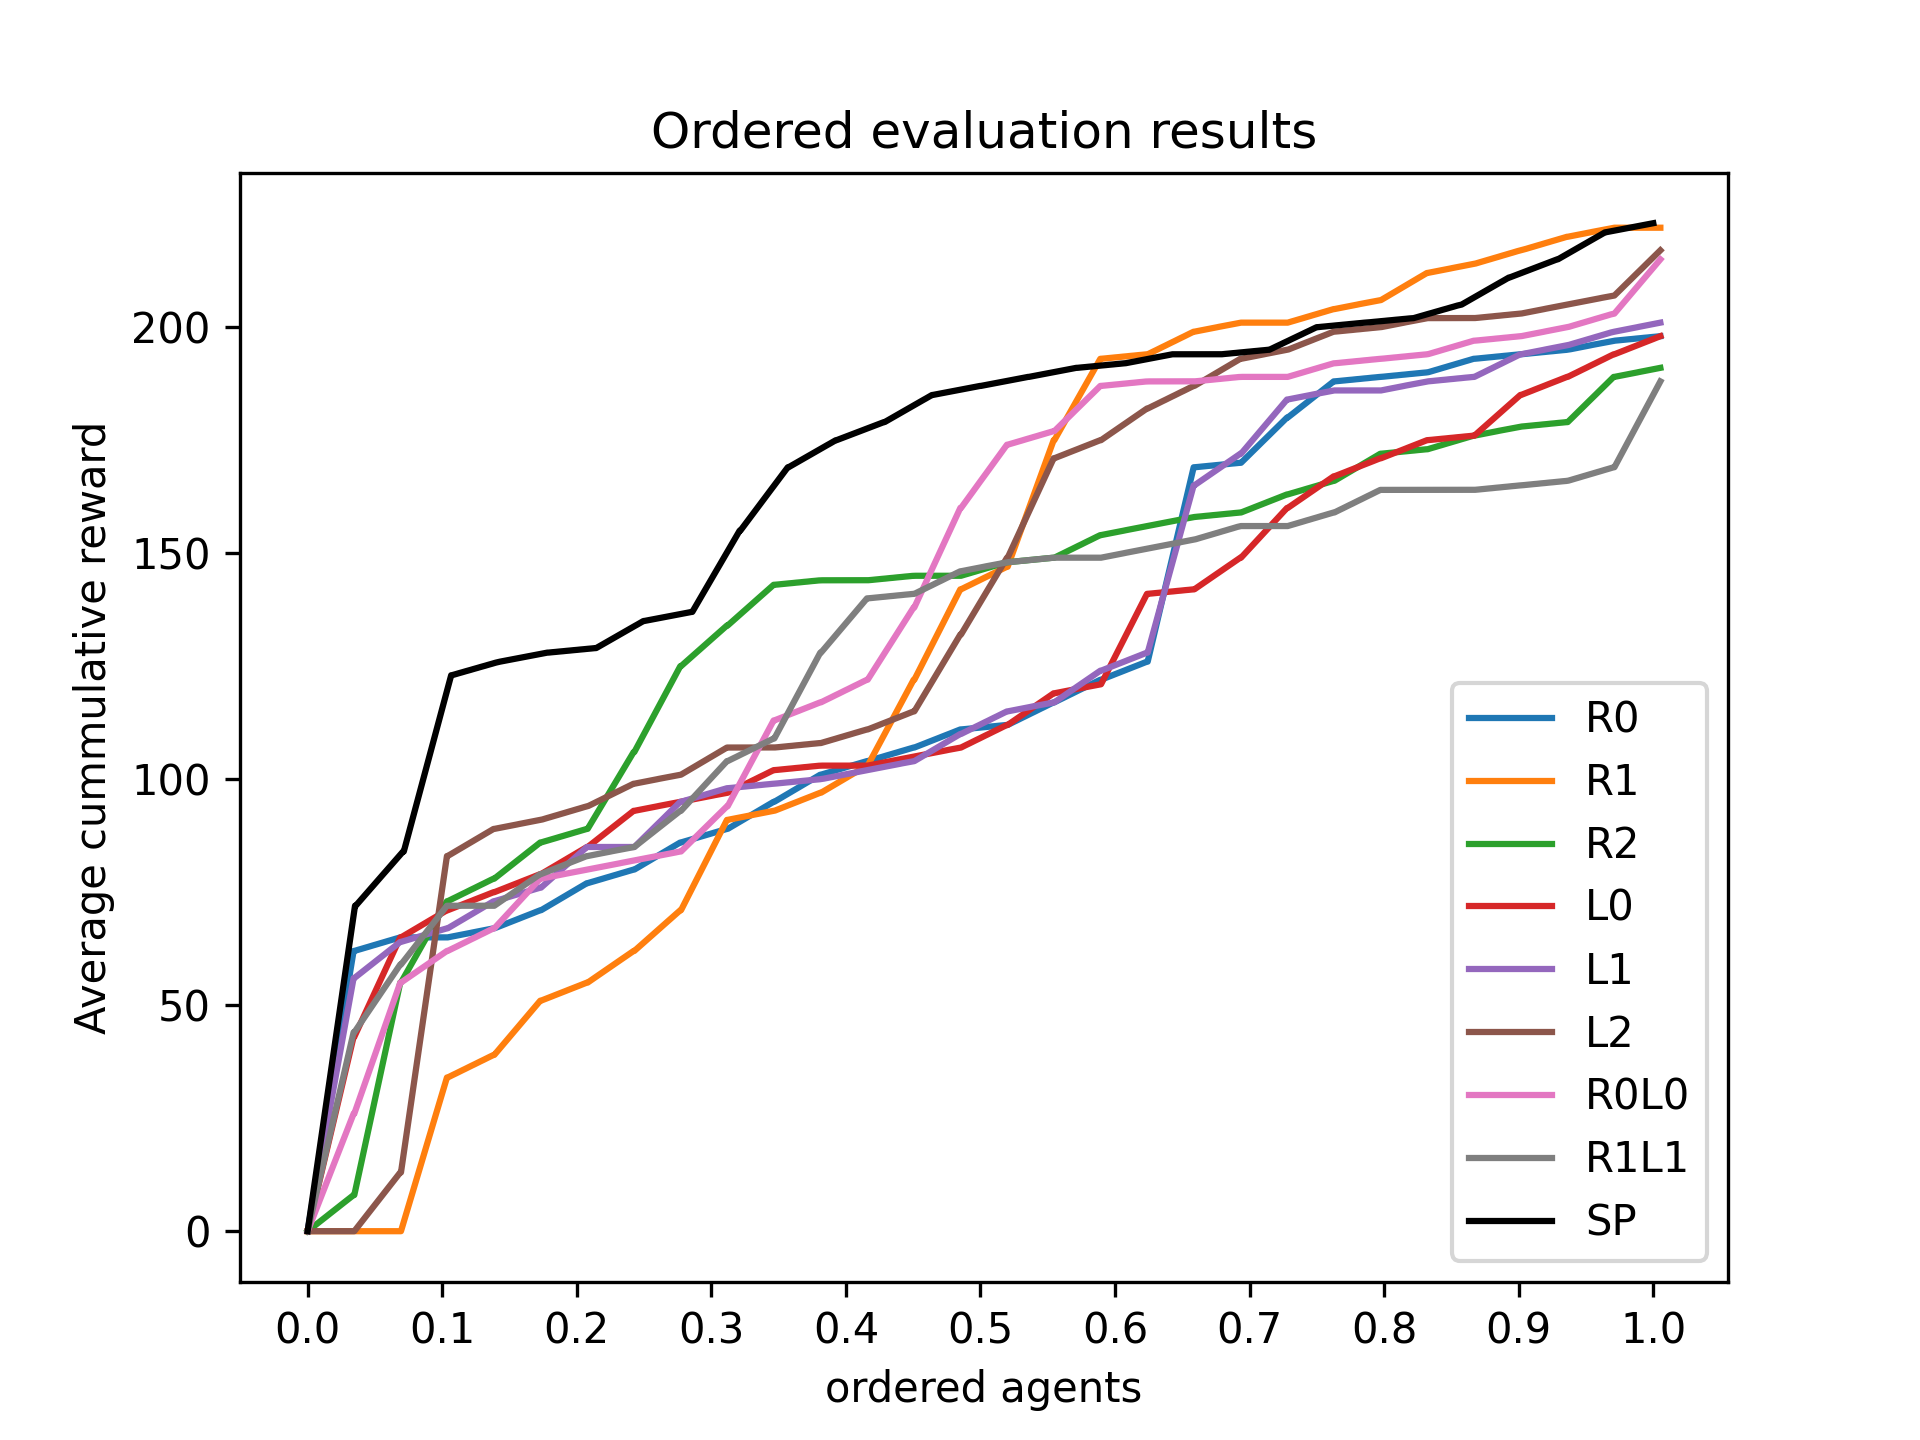 Ordered evaluation results
Average cummulative reward
200
150
100
50
0
0.0 0.1 0.2 0.3 0.4 0.5 0.6 0.7 0.8 0.9 1.0
ordered agents
R0
R1
R2
L0
L1
L2
R0L0
R1L1
SP